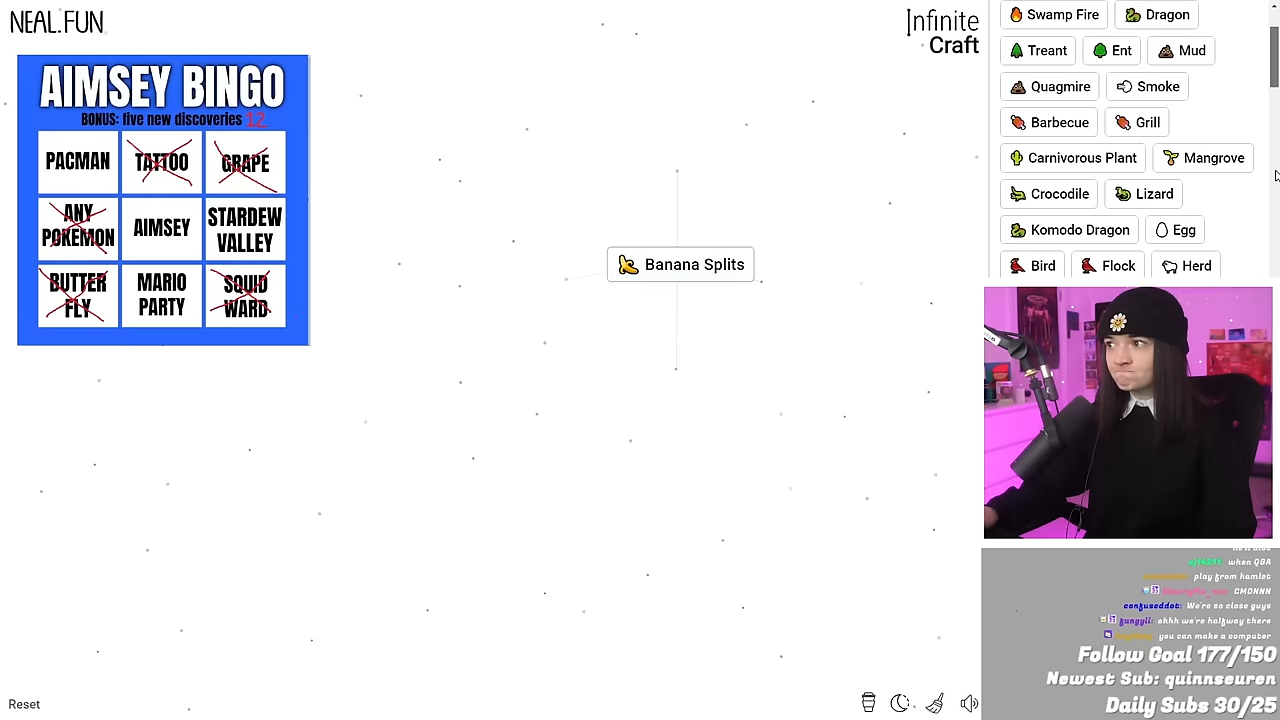 NEAL.FUN
Infinite
Craft
AIMSEY BINGO
BONUS: five new discoveries 12
PACMAN
TATTOO
GRAPE
ANY
POKEMON
AIMSEY
STARDEW
VALLEY
BUTTER
FLY
MARIO
PARTY
SQUID
WARD
Banana Splits
Swamp Fire
Dragon
Treant
Ent
Mud
Quagmire
Smoke
Barbecue
Grill
Carnivorous Plant
Mangrove
Crocodile
Lizard
Komodo Dragon
Egg
Bird
Flock
Herd
when Q&A
play from hamlet
CMONNN
confuseddot: We're so close guys
fungyii: ohhh we're halfway there
you can make a computer
Follow Goal 177/150
Newest Sub: quinnseuren
Daily Subs 30/25
Reset